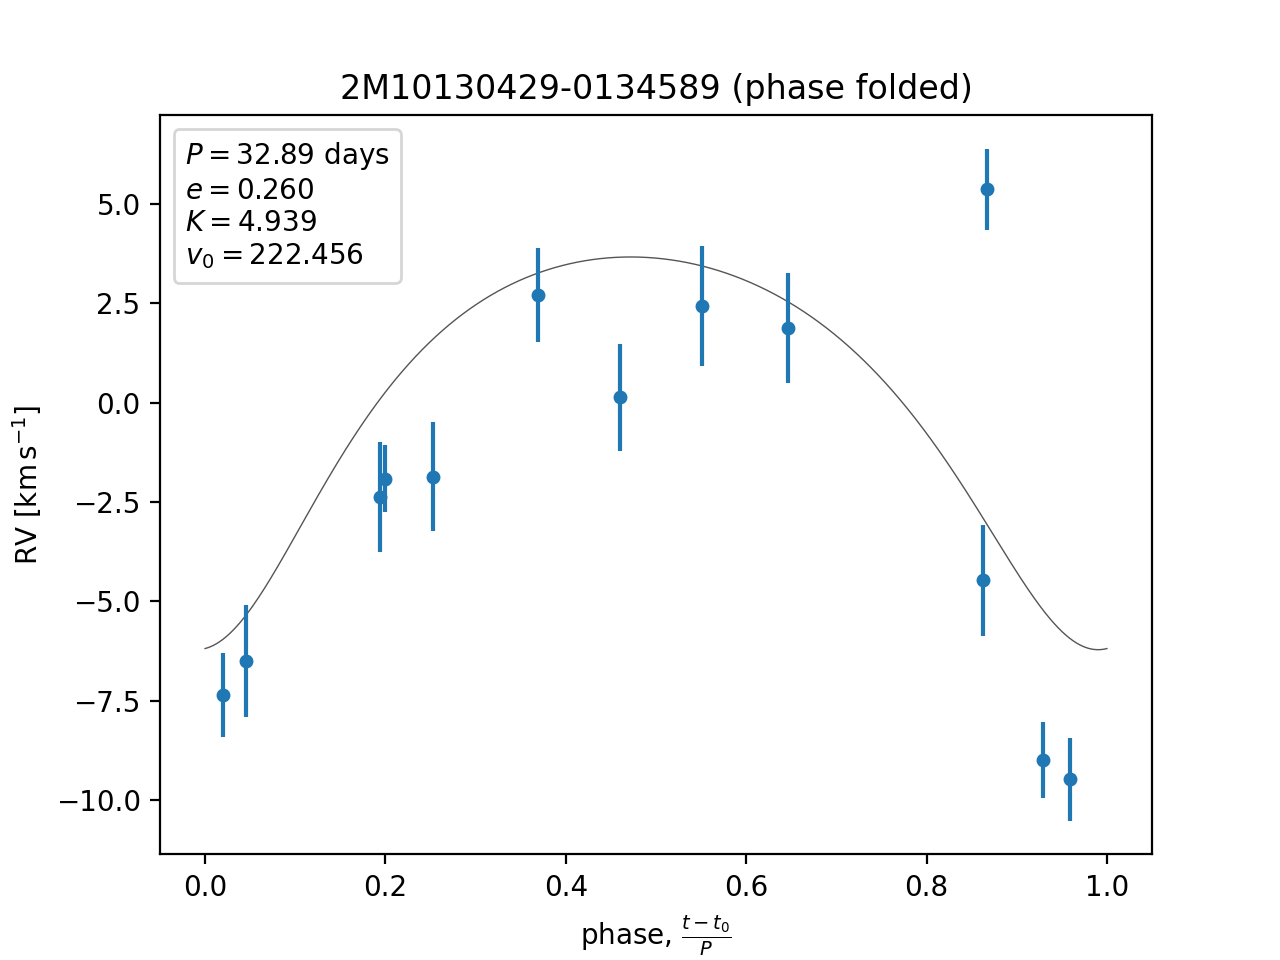 2M10130429-0134589 (phase folded)
P = 32.89 days
e = 0.260
K = 4.939
v₀ = 222.456
5.0
2.5
0.0
−2.5
−5.0
−7.5
−10.0
RV [km s⁻¹]
0.0 0.2 0.4 0.6 0.8 1.0
phase, (t − t₀)/P